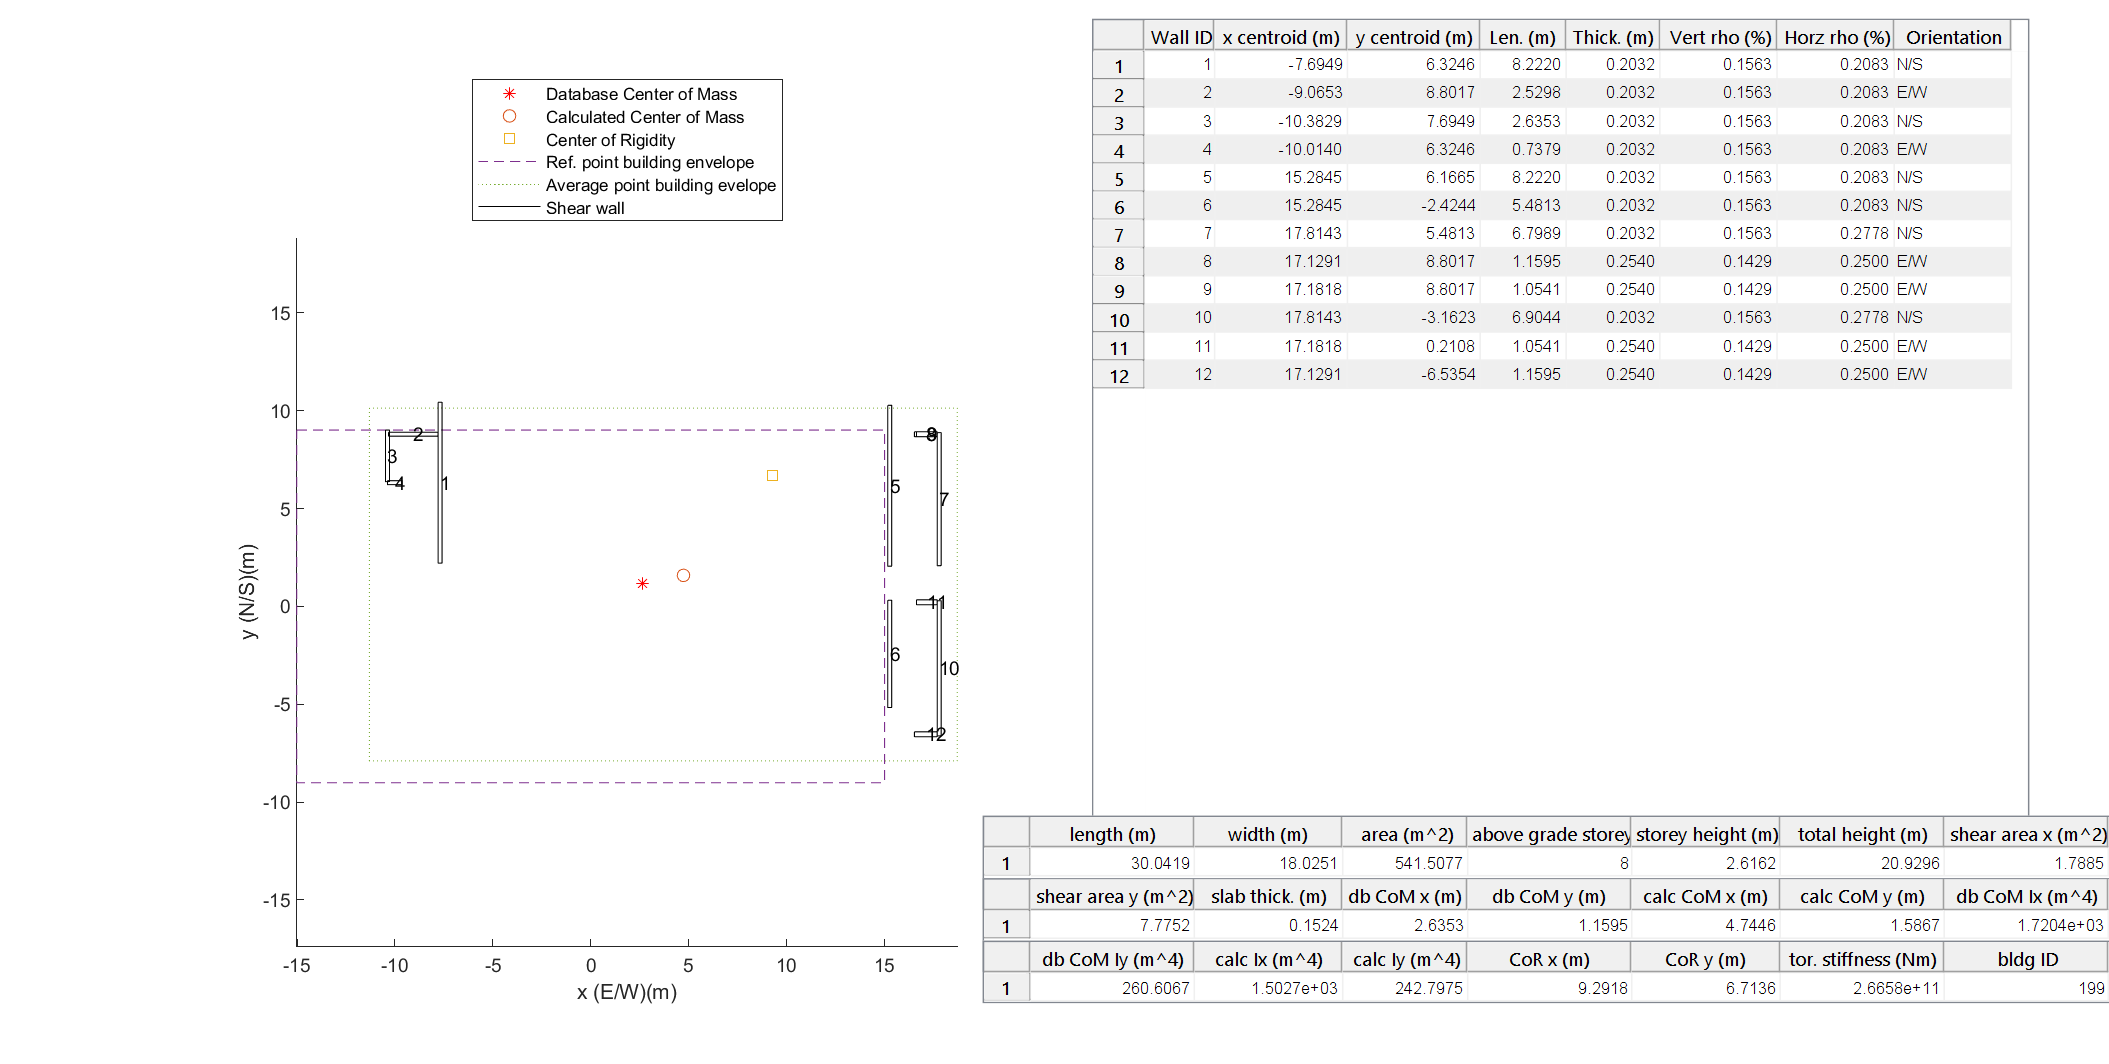 Database Center of Mass
Calculated Center of Mass
Center of Rigidity
Ref. point building envelope
Average point building evelope
Shear wall
15
10
5
0
-5
-10
-15
y (N/S)(m)
-15 -10 -5 0 5 10 15
x (E/W)(m)
1
2
3
4
5
6
7
8
9
10
11
12
Wall ID x centroid (m) y centroid (m) Len. (m) Thick. (m) Vert rho (%) Horz rho (%) Orientation
1 1 -7.6949 6.3246 8.2220 0.2032 0.1563 0.2083 N/S
2 2 -9.0653 8.8017 2.5298 0.2032 0.1563 0.2083 E/W
3 3 -10.3829 7.6949 2.6353 0.2032 0.1563 0.2083 N/S
4 4 -10.0140 6.3246 0.7379 0.2032 0.1563 0.2083 E/W
5 5 15.2845 6.1665 8.2220 0.2032 0.1563 0.2083 N/S
6 6 15.2845 -2.4244 5.4813 0.2032 0.1563 0.2083 N/S
7 7 17.8143 5.4813 6.7989 0.2032 0.1563 0.2778 N/S
8 8 17.1291 8.8017 1.1595 0.2540 0.1429 0.2500 E/W
9 9 17.1818 8.8017 1.0541 0.2540 0.1429 0.2500 E/W
10 10 17.8143 -3.1623 6.9044 0.2032 0.1563 0.2778 N/S
11 11 17.1818 0.2108 1.0541 0.2540 0.1429 0.2500 E/W
12 12 17.1291 -6.5354 1.1595 0.2540 0.1429 0.2500 E/W
length (m) width (m) area (m^2) above grade storey storey height (m) total height (m) shear area x (m^2)
1 30.0419 18.0251 541.5077 8 2.6162 20.9296 1.7885
shear area y (m^2) slab thick. (m) db CoM x (m) db CoM y (m) calc CoM x (m) calc CoM y (m) db CoM Ix (m^4)
1 7.7752 0.1524 2.6353 1.1595 4.7446 1.5867 1.7204e+03
db CoM Iy (m^4) calc Ix (m^4) calc Iy (m^4) CoR x (m) CoR y (m) tor. stiffness (Nm) bldg ID
1 260.6067 1.5027e+03 242.7975 9.2918 6.7136 2.6658e+11 199